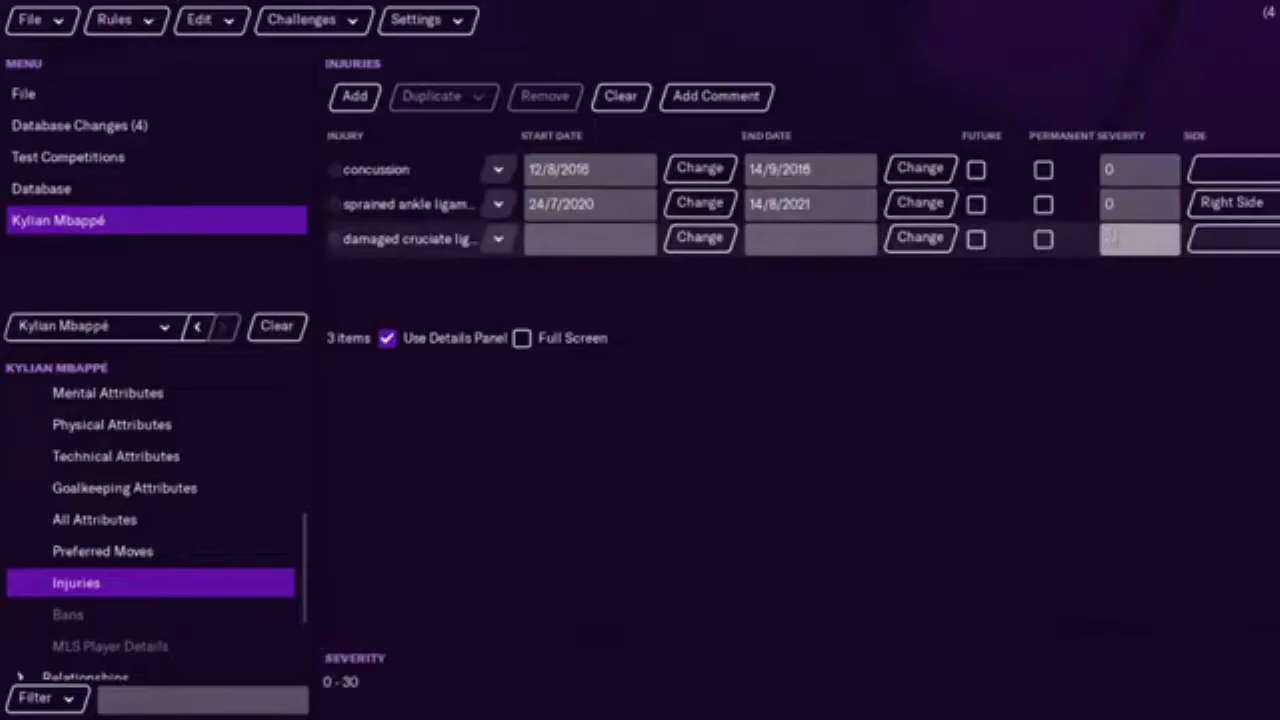 File Rules Edit Challenges Settings (4
MENU
File
Database Changes (4)
Test Competitions
Database
Kylian Mbappé
INJURIES
Add Duplicate Remove Clear Add Comment
INJURY START DATE END DATE FUTURE PERMANENT SEVERITY SIDE
concussion 12/8/2016 Change 14/9/2016 Change 0
sprained ankle ligam... 24/7/2020 Change 14/8/2021 Change 0 Right Side
damaged cruciate lig... Change Change
3 items Use Details Panel Full Screen
Kylian Mbappé Clear
KYLIAN MBAPPÉ
Mental Attributes
Physical Attributes
Technical Attributes
Goalkeeping Attributes
All Attributes
Preferred Moves
Injuries
Bans
MLS Player Details
Relationships
Filter
SEVERITY
0 - 30